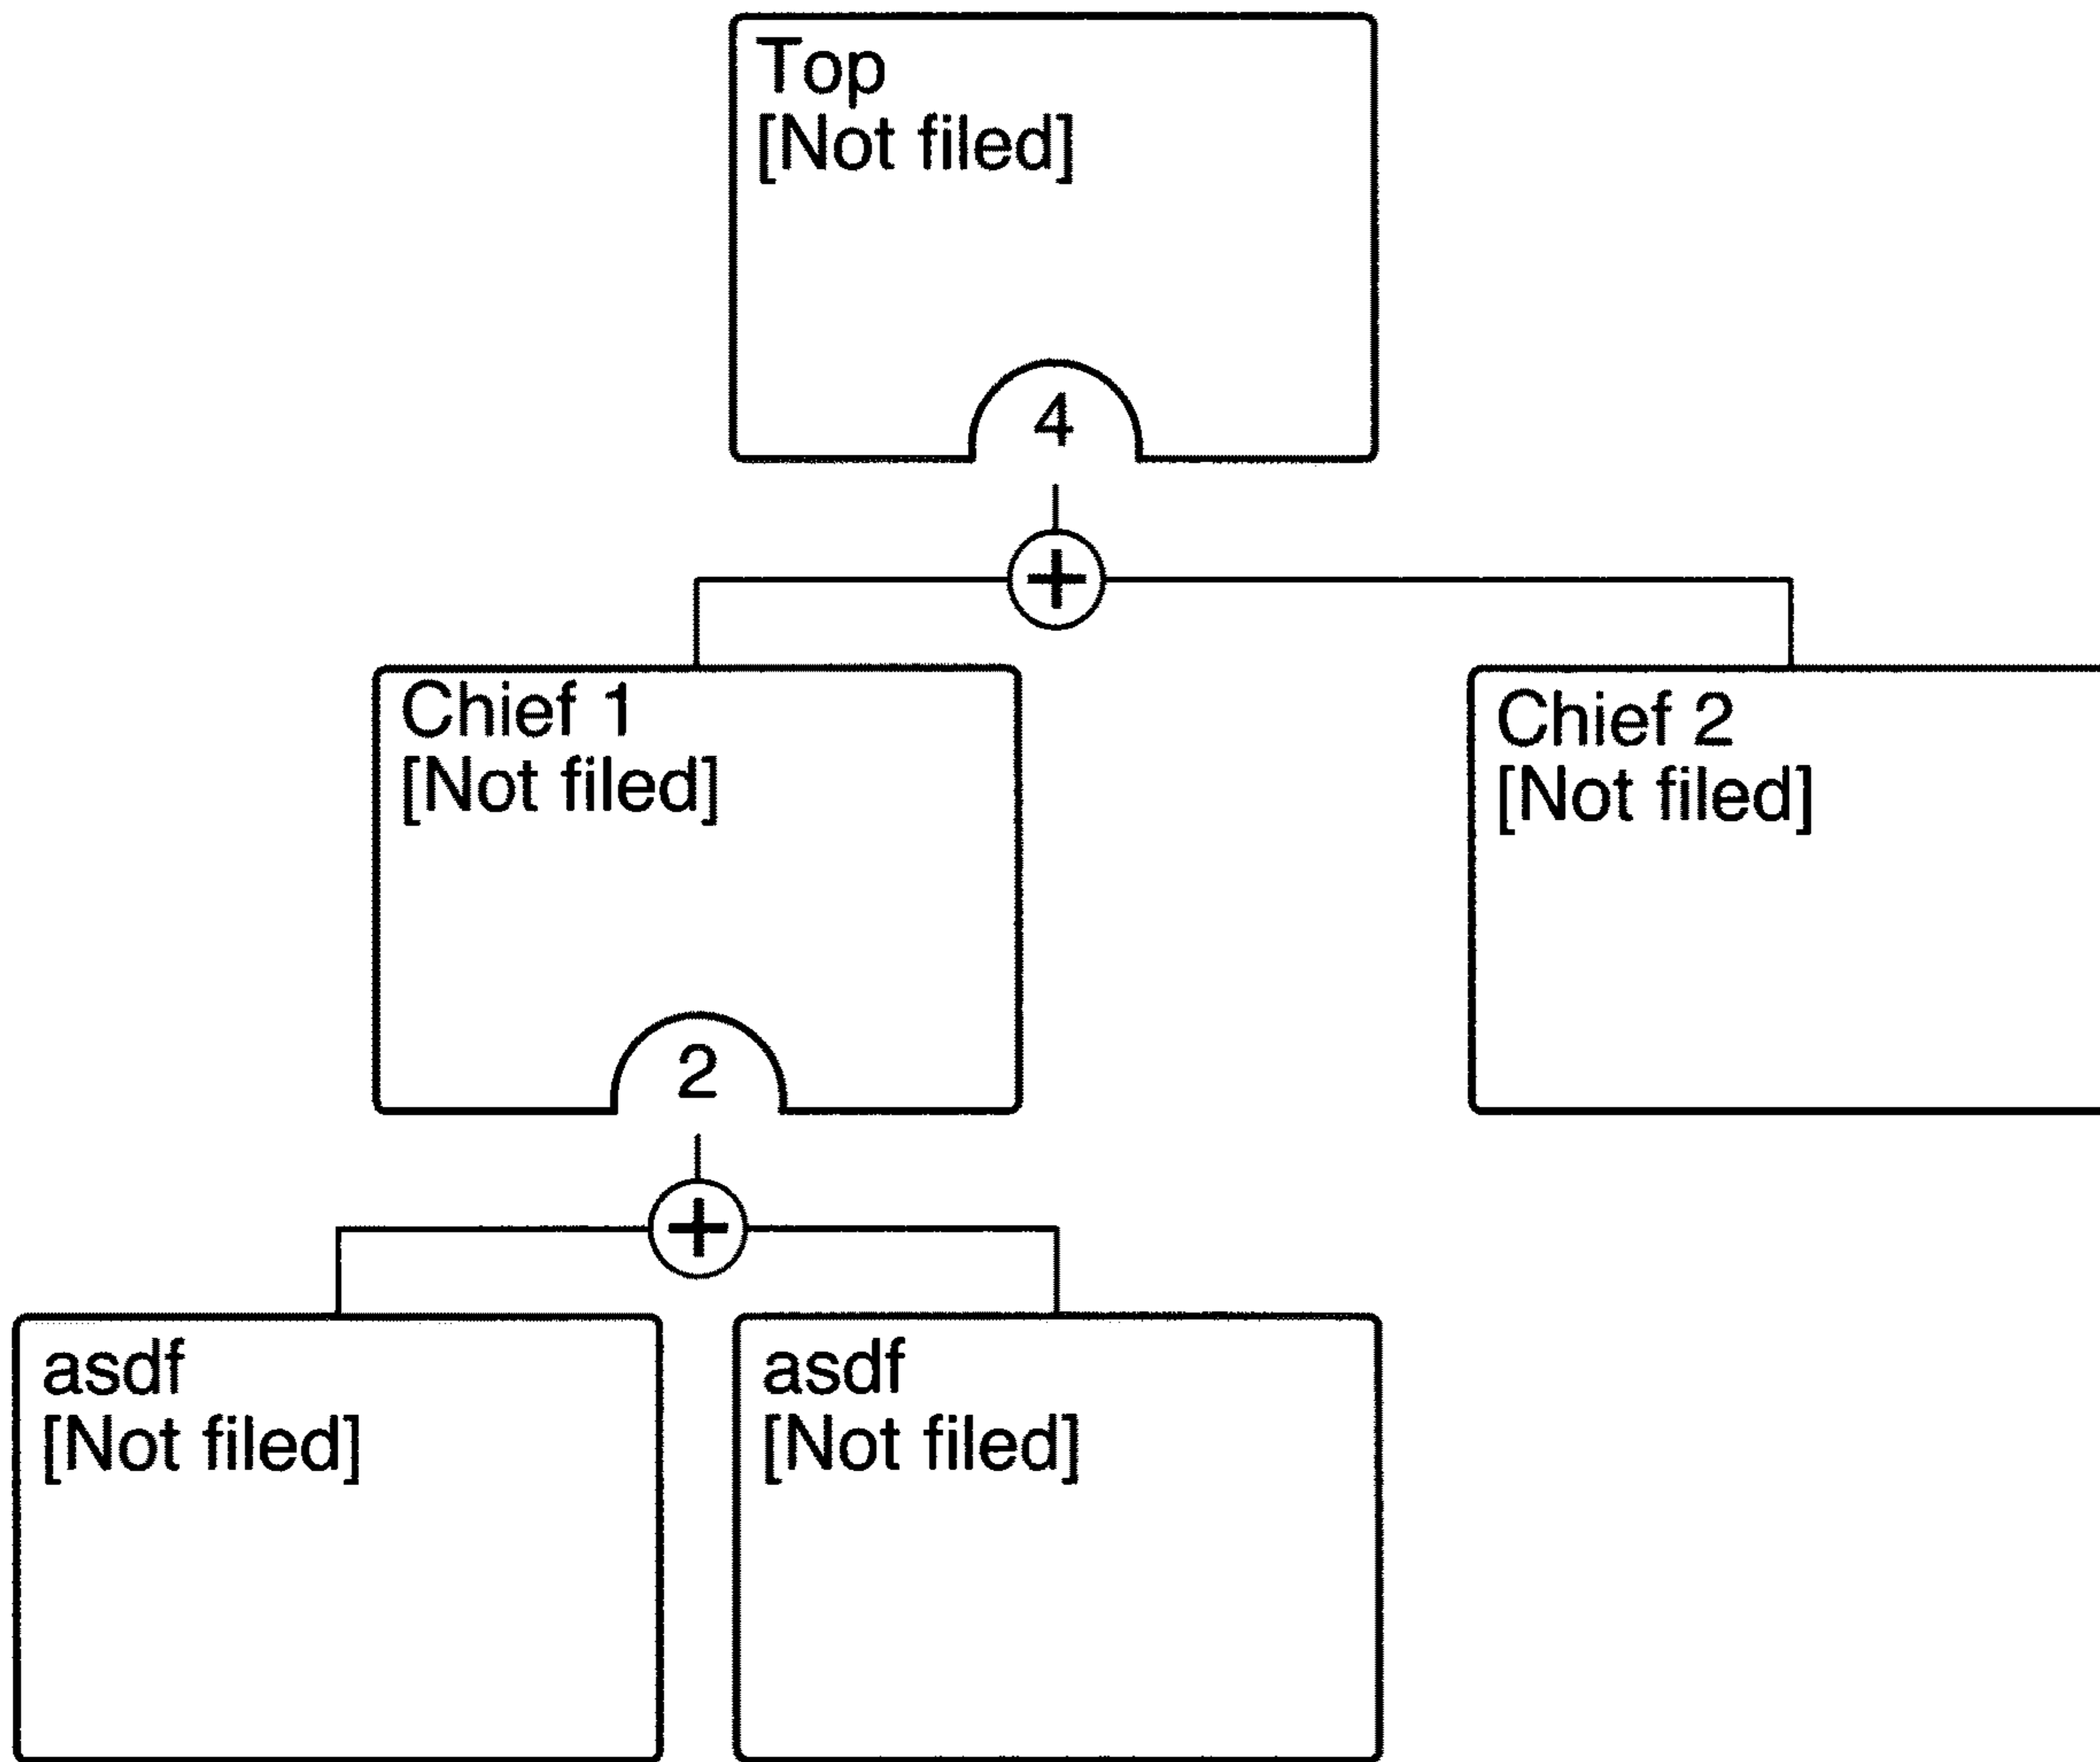 Top
[Not filed]
4
+
Chief 1
[Not filed]
2
Chief 2
[Not filed]
+
asdf
[Not filed]
asdf
[Not filed]